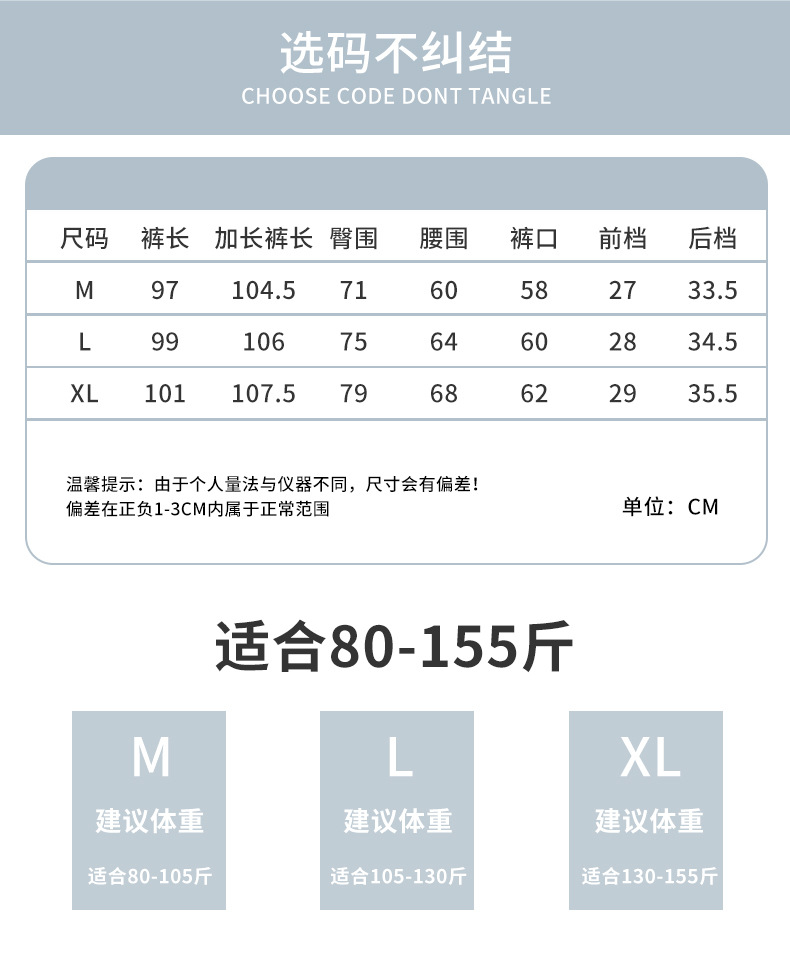 选码不纠结
CHOOSE CODE DONT TANGLE
尺码 裤长 加长裤长 臀围 腰围 裤口 前档 后档
M 97 104.5 71 60 58 27 33.5
L 99 106 75 64 60 28 34.5
XL 101 107.5 79 68 62 29 35.5
温馨提示：由于个人量法与仪器不同，尺寸会有偏差！
偏差在正负1-3CM内属于正常范围
单位：CM
适合80-155斤
M L XL
建议体重 建议体重 建议体重
适合80-105斤 适合105-130斤 适合130-155斤